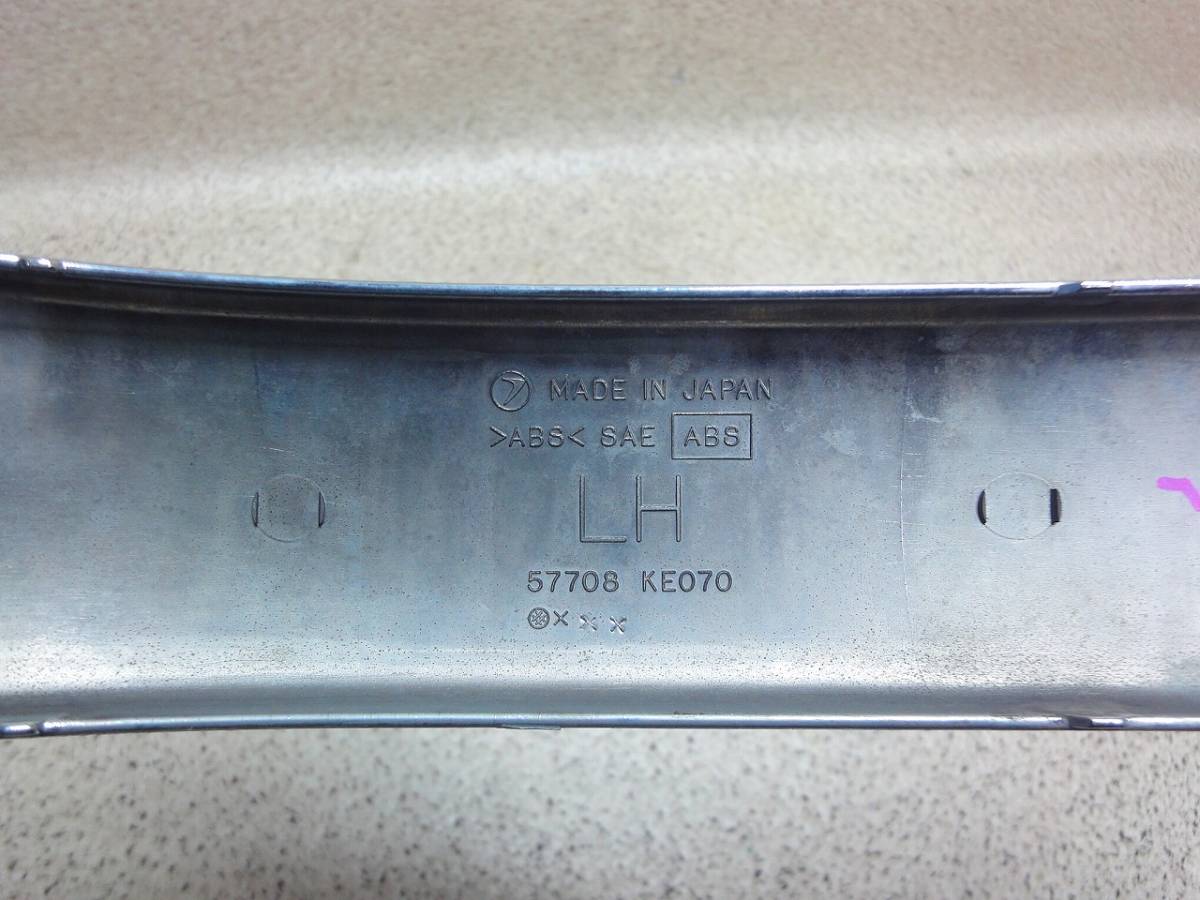 MADE IN JAPAN
>ABS< SAE ABS
LH
57708 KE070